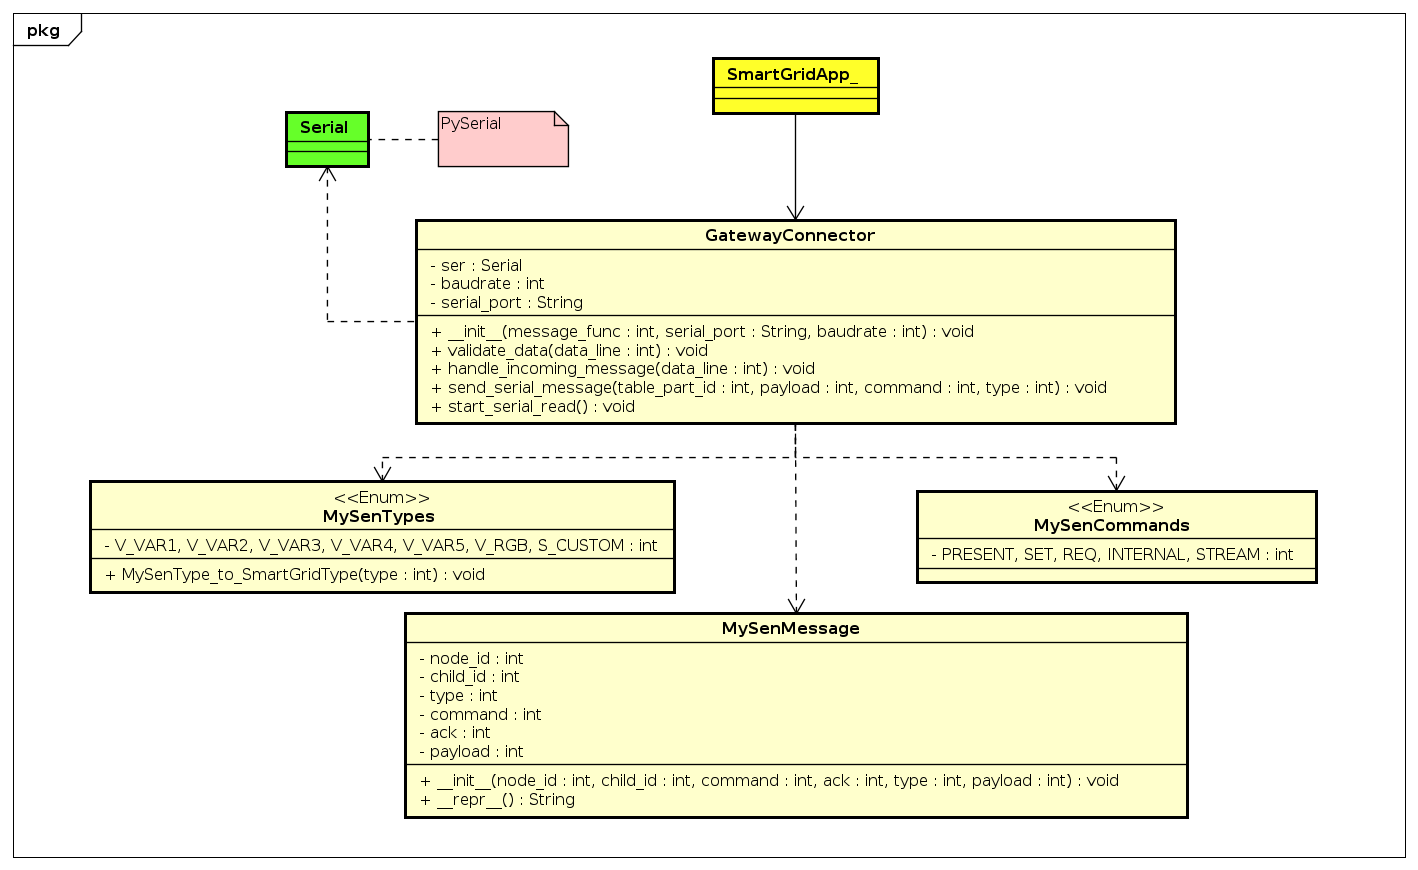 pkg
SmartGridApp_
Serial
PySerial
GatewayConnector
- ser : Serial
- baudrate : int
- serial_port : String
+ __init__(message_func : int, serial_port : String, baudrate : int) : void
+ validate_data(data_line : int) : void
+ handle_incoming_message(data_line : int) : void
+ send_serial_message(table_part_id : int, payload : int, command : int, type : int) : void
+ start_serial_read() : void
<<Enum>>
MySenTypes
- V_VAR1, V_VAR2, V_VAR3, V_VAR4, V_VAR5, V_RGB, S_CUSTOM : int
+ MySenType_to_SmartGridType(type : int) : void
<<Enum>>
MySenCommands
- PRESENT, SET, REQ, INTERNAL, STREAM : int
MySenMessage
- node_id : int
- child_id : int
- type : int
- command : int
- ack : int
- payload : int
+ __init__(node_id : int, child_id : int, command : int, ack : int, type : int, payload : int) : void
+ __repr__() : String